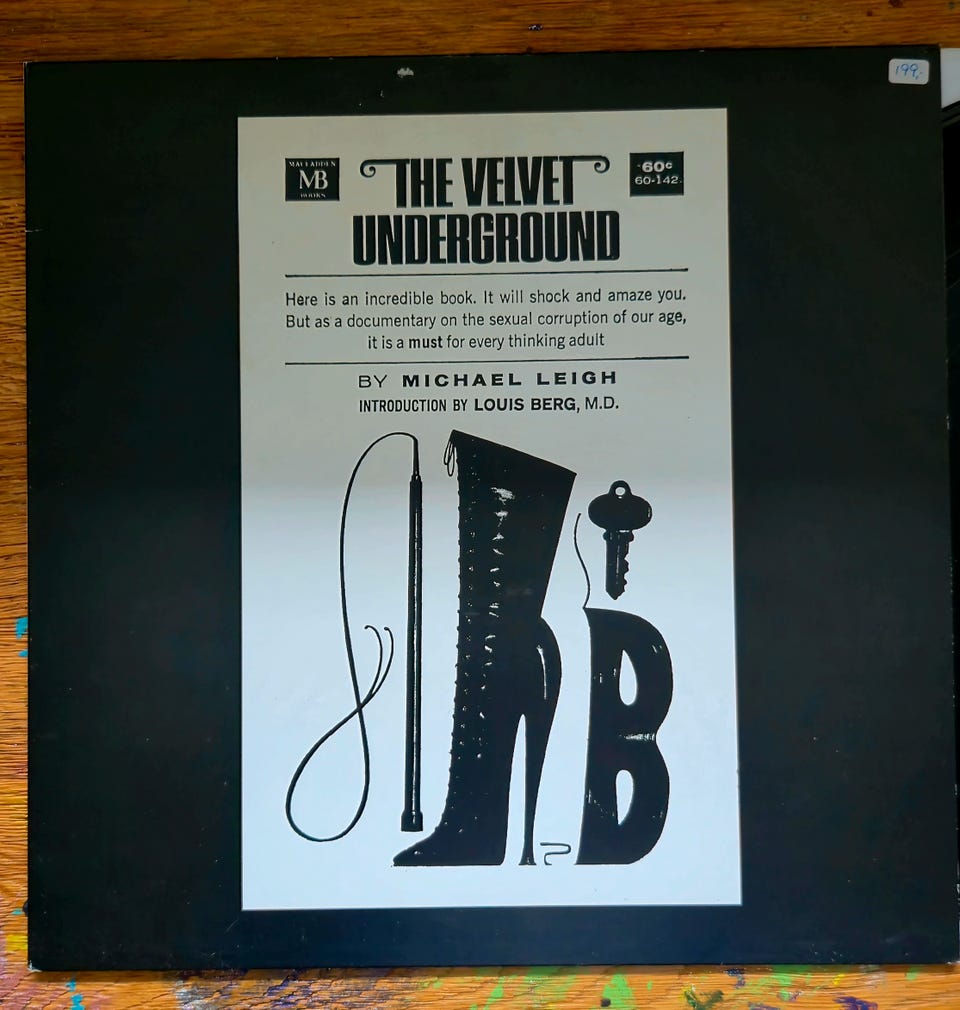 199,-
MACFADDEN
MB
BOOKS
THE VELVET
UNDERGROUND
60c
60-142
Here is an incredible book. It will shock and amaze you.
But as a documentary on the sexual corruption of our age,
it is a must for every thinking adult
BY MICHAEL LEIGH
INTRODUCTION BY LOUIS BERG, M.D.